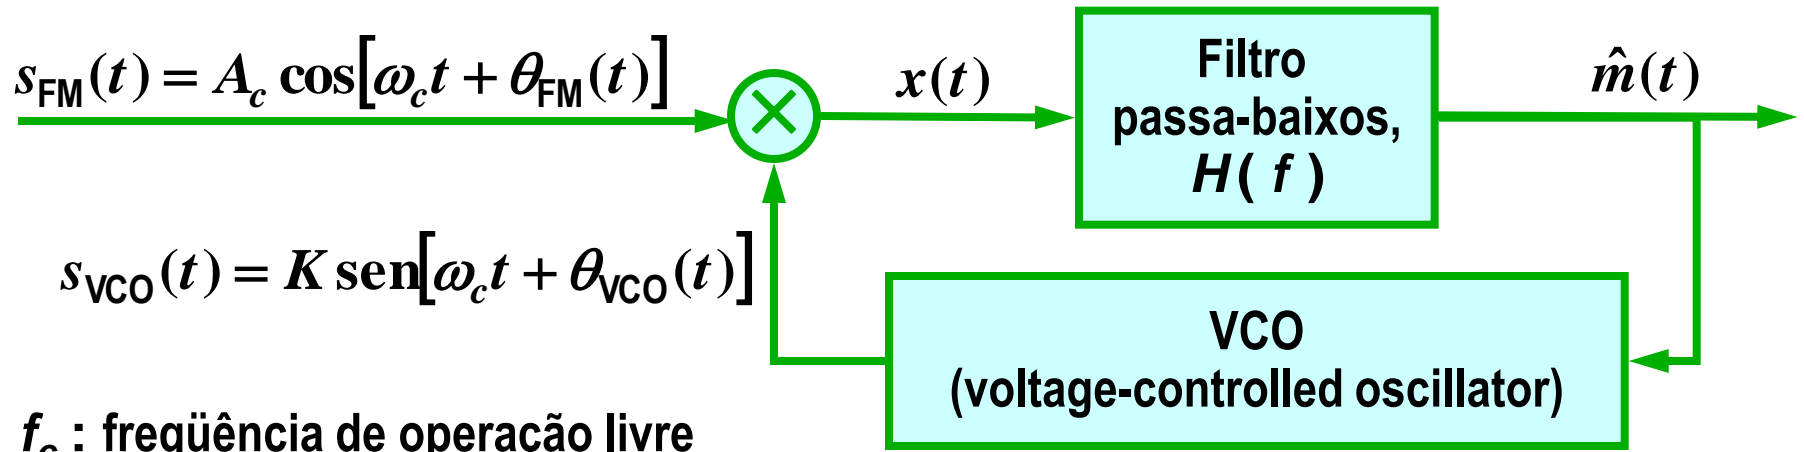 s_FM(t) = A_c cos[ω_c t + θ_FM(t)]
x(t)
Filtro
passa-baixos,
H( f )
m̂(t)
s_VCO(t) = K sen[ω_c t + θ_VCO(t)]
VCO
(voltage-controlled oscillator)
f_c : freqüência de operação livre